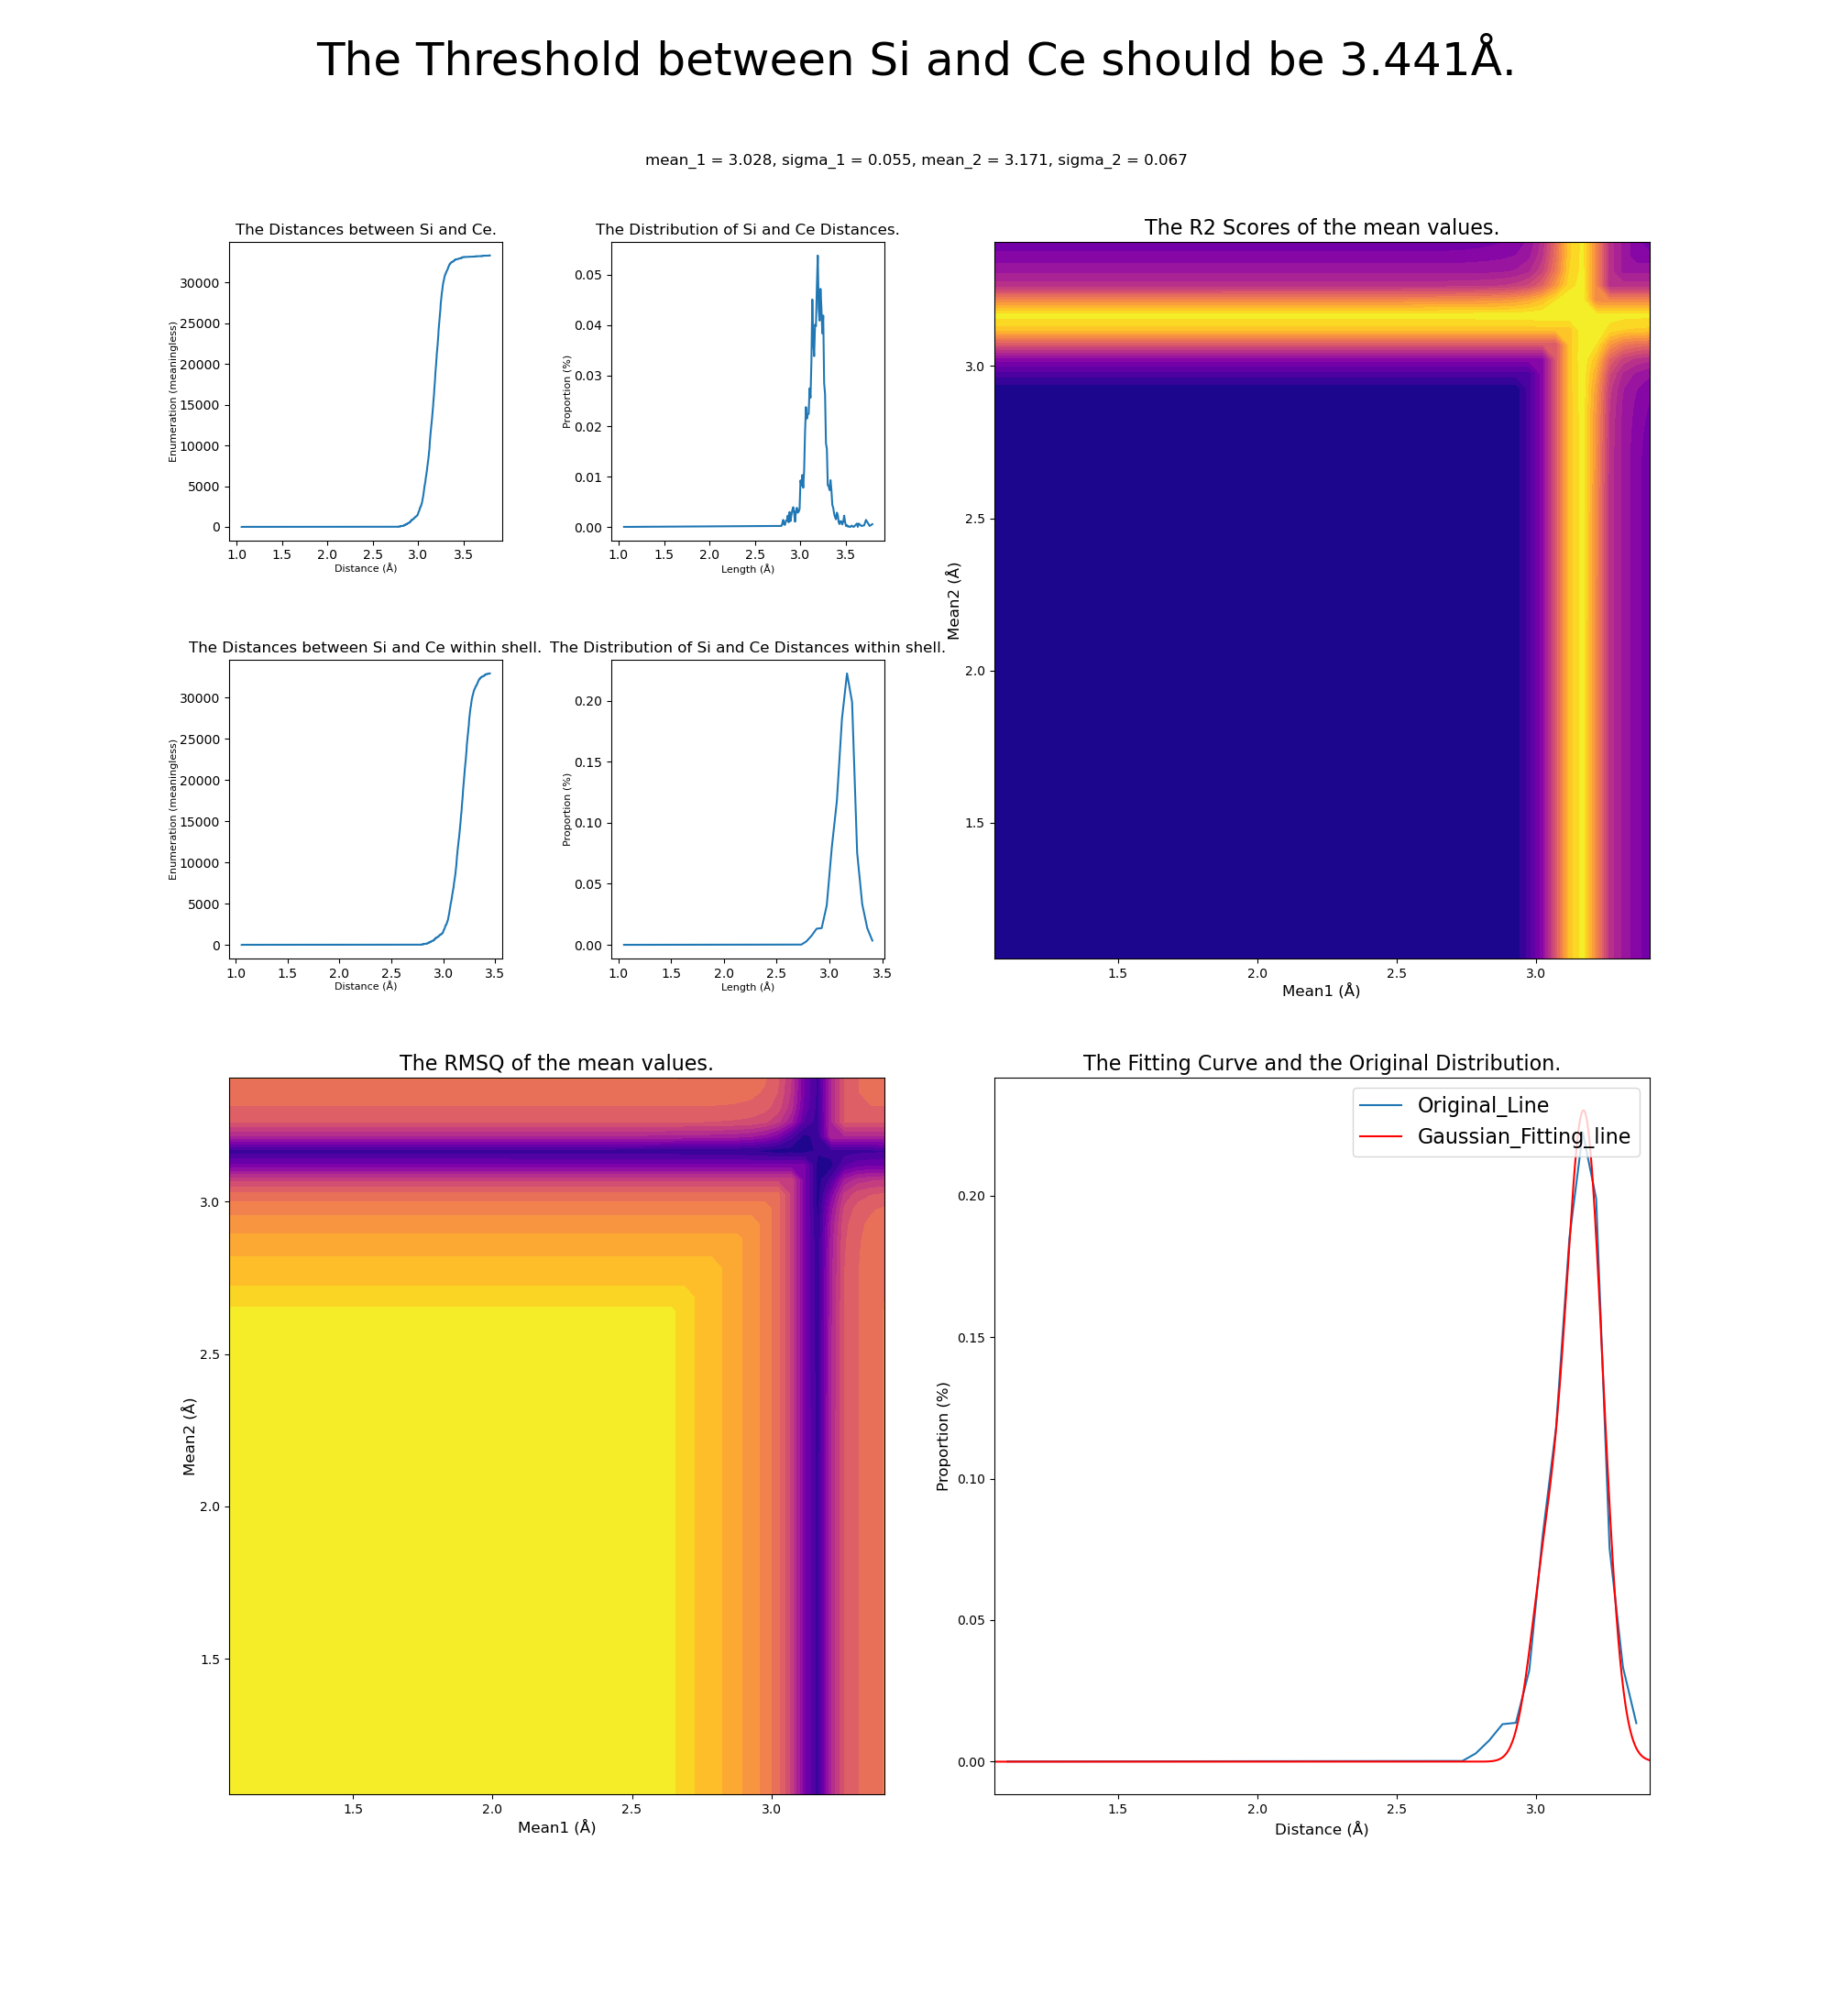 The Threshold between Si and Ce should be 3.441Å.
mean_1 = 3.028, sigma_1 = 0.055, mean_2 = 3.171, sigma_2 = 0.067
The Distances between Si and Ce.
Enumeration (meaningless)
30000
25000
20000
15000
10000
5000
0
1.0 1.5 2.0 2.5 3.0 3.5
Distance (Å)
The Distribution of Si and Ce Distances.
Proportion (%)
0.05
0.04
0.03
0.02
0.01
0.00
1.0 1.5 2.0 2.5 3.0 3.5
Length (Å)
The R2 Scores of the mean values.
Mean2 (Å)
3.0
2.5
2.0
1.5
1.5 2.0 2.5 3.0
Mean1 (Å)
The Distances between Si and Ce within shell.
Enumeration (meaningless)
30000
25000
20000
15000
10000
5000
0
1.0 1.5 2.0 2.5 3.0 3.5
Distance (Å)
The Distribution of Si and Ce Distances within shell.
Proportion (%)
0.20
0.15
0.10
0.05
0.00
1.0 1.5 2.0 2.5 3.0 3.5
Length (Å)
The RMSQ of the mean values.
Mean2 (Å)
3.0
2.5
2.0
1.5
1.5 2.0 2.5 3.0
Mean1 (Å)
The Fitting Curve and the Original Distribution.
Original_Line
Gaussian_Fitting_line
Proportion (%)
0.20
0.15
0.10
0.05
0.00
1.5 2.0 2.5 3.0
Distance (Å)